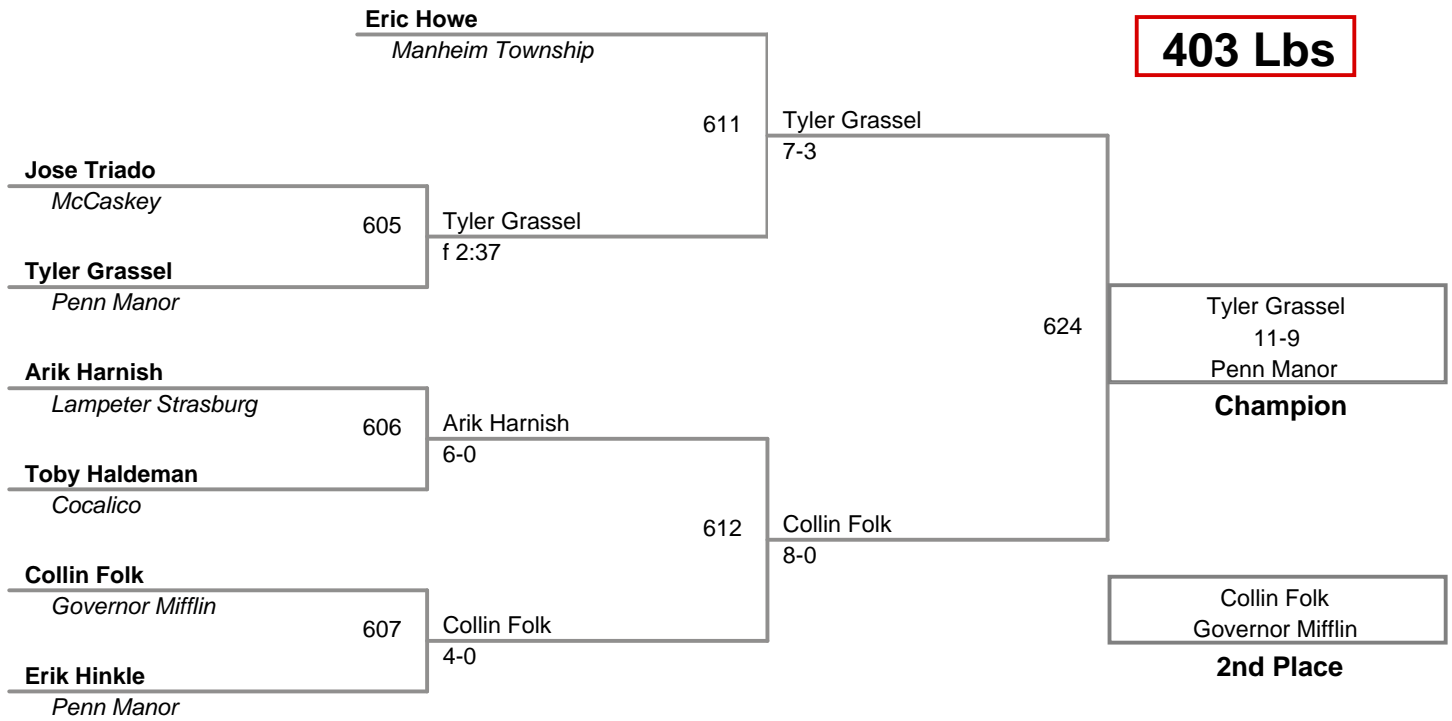 Eric Howe
Manheim Township
403 Lbs
611
Tyler Grassel
7-3
Jose Triado
McCaskey
605
Tyler Grassel
f 2:37
Tyler Grassel
Penn Manor
624
Tyler Grassel
11-9
Penn Manor
Champion
Arik Harnish
Lampeter Strasburg
606
Arik Harnish
6-0
Toby Haldeman
Cocalico
612
Collin Folk
8-0
Collin Folk
Governor Mifflin
607
Collin Folk
4-0
Erik Hinkle
Penn Manor
Collin Folk
Governor Mifflin
2nd Place